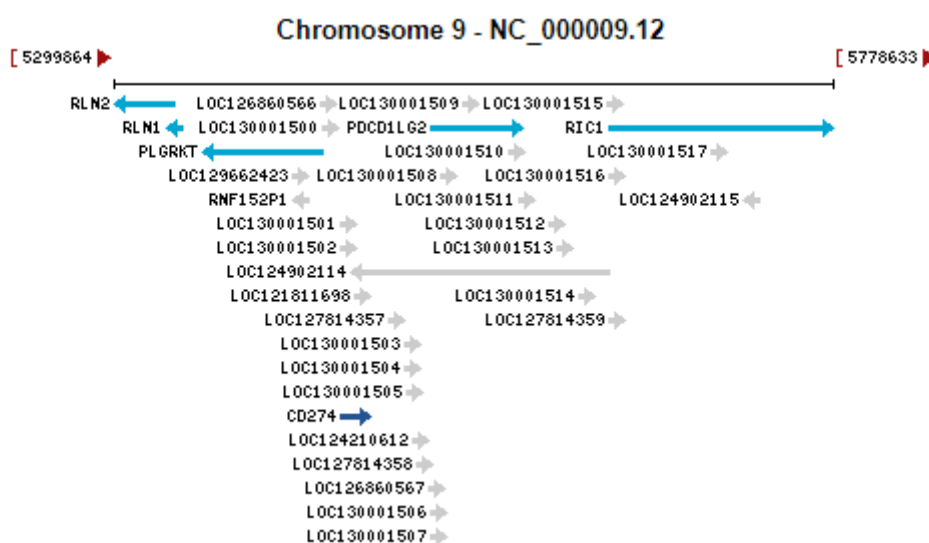 Chromosome 9 - NC_000009.12
[ 5299864 [ 5778633
RLN2 LOC126860566 LOC130001509 LOC130001515
RLN1 LOC130001500 PDCD1LG2 RIC1
PLGRKT LOC130001510 LOC130001517
LOC129662423 LOC130001508 LOC130001516
RNF152P1 LOC130001511 LOC124902115
LOC130001501 LOC130001512
LOC130001502 LOC130001513
LOC124902114
LOC121811698 LOC130001514
LOC127814357 LOC127814359
LOC130001503
LOC130001504
LOC130001505
CD274
LOC124210612
LOC127814358
LOC126860567
LOC130001506
LOC130001507